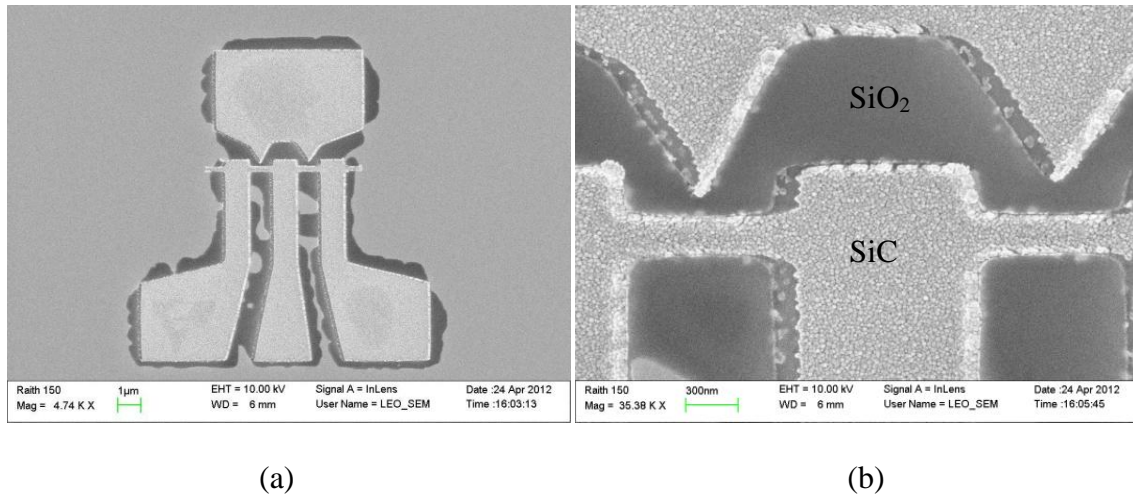 SiO₂
SiC
Raith 150 1μm EHT = 10.00 kV Signal A = InLens Date :24 Apr 2012
Mag = 4.74 K X WD = 6 mm User Name = LEO_SEM Time :16:03:13
Raith 150 300nm EHT = 10.00 kV Signal A = InLens Date :24 Apr 2012
Mag = 35.38 K X WD = 6 mm User Name = LEO_SEM Time :16:05:45
(a) (b)